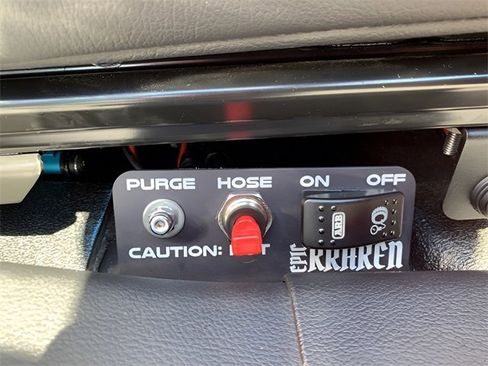 PURGE HOSE ON OFF
ARB
CAUTION:
EPIC KRAKEN